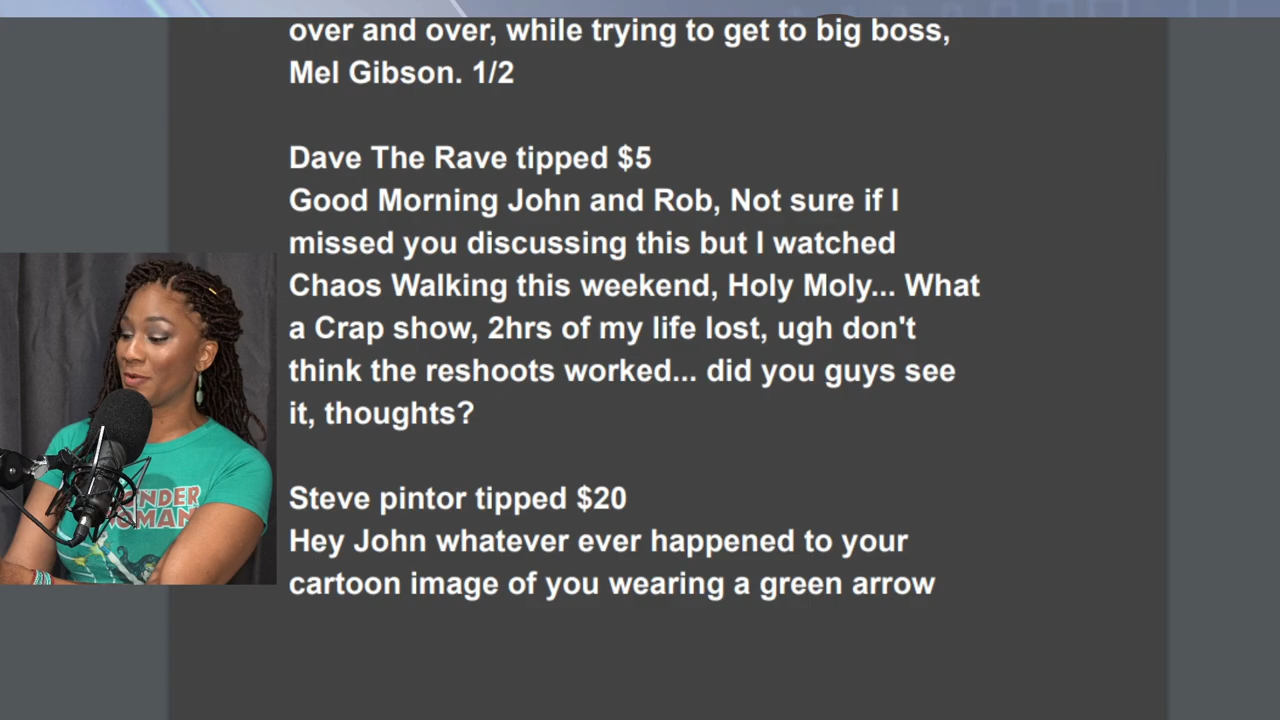 over and over, while trying to get to big boss,
Mel Gibson. 1/2
Dave The Rave tipped $5
Good Morning John and Rob, Not sure if I
missed you discussing this but I watched
Chaos Walking this weekend, Holy Moly... What
a Crap show, 2hrs of my life lost, ugh don't
think the reshoots worked... did you guys see
it, thoughts?
Steve pintor tipped $20
Hey John whatever ever happened to your
cartoon image of you wearing a green arrow
WOMAN